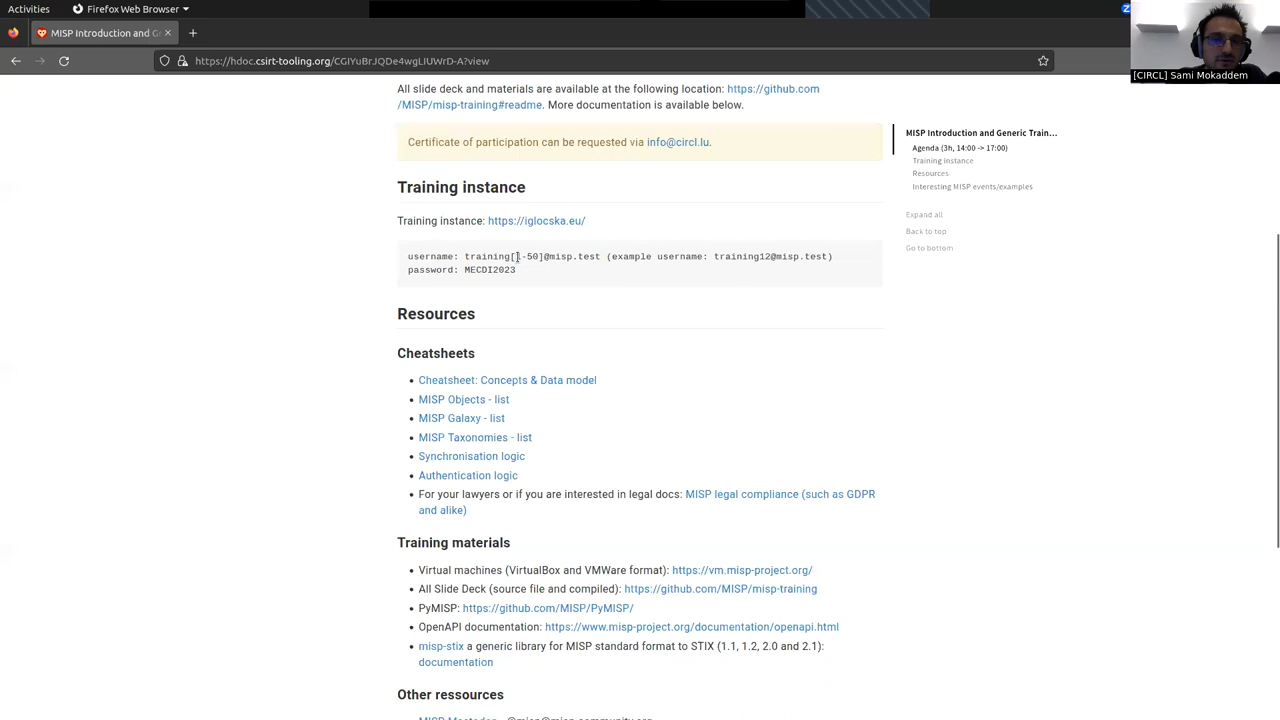 Activities
Firefox Web Browser
MISP Introduction and G
https://hdoc.csirt-tooling.org/CGIYuBrJQDe4wgLIUWrD-A?view
[CIRCL] Sami Mokaddem
All slide deck and materials are available at the following location: https://github.com
/MISP/misp-training#readme. More documentation is available below.
Certificate of participation can be requested via info@circl.lu.
MISP Introduction and Generic Train...
Agenda (3h, 14:00 -> 17:00)
Training instance
Resources
Interesting MISP events/examples
Expand all
Back to top
Go to bottom
Training instance
Training instance: https://iglocska.eu/
username: training[1-50]@misp.test (example username: training12@misp.test)
password: MECDI2023
Resources
Cheatsheets
Cheatsheet: Concepts & Data model
MISP Objects - list
MISP Galaxy - list
MISP Taxonomies - list
Synchronisation logic
Authentication logic
For your lawyers or if you are interested in legal docs: MISP legal compliance (such as GDPR
and alike)
Training materials
Virtual machines (VirtualBox and VMWare format): https://vm.misp-project.org/
All Slide Deck (source file and compiled): https://github.com/MISP/misp-training
PyMISP: https://github.com/MISP/PyMISP/
OpenAPI documentation: https://www.misp-project.org/documentation/openapi.html
misp-stix a generic library for MISP standard format to STIX (1.1, 1.2, 2.0 and 2.1):
documentation
Other ressources